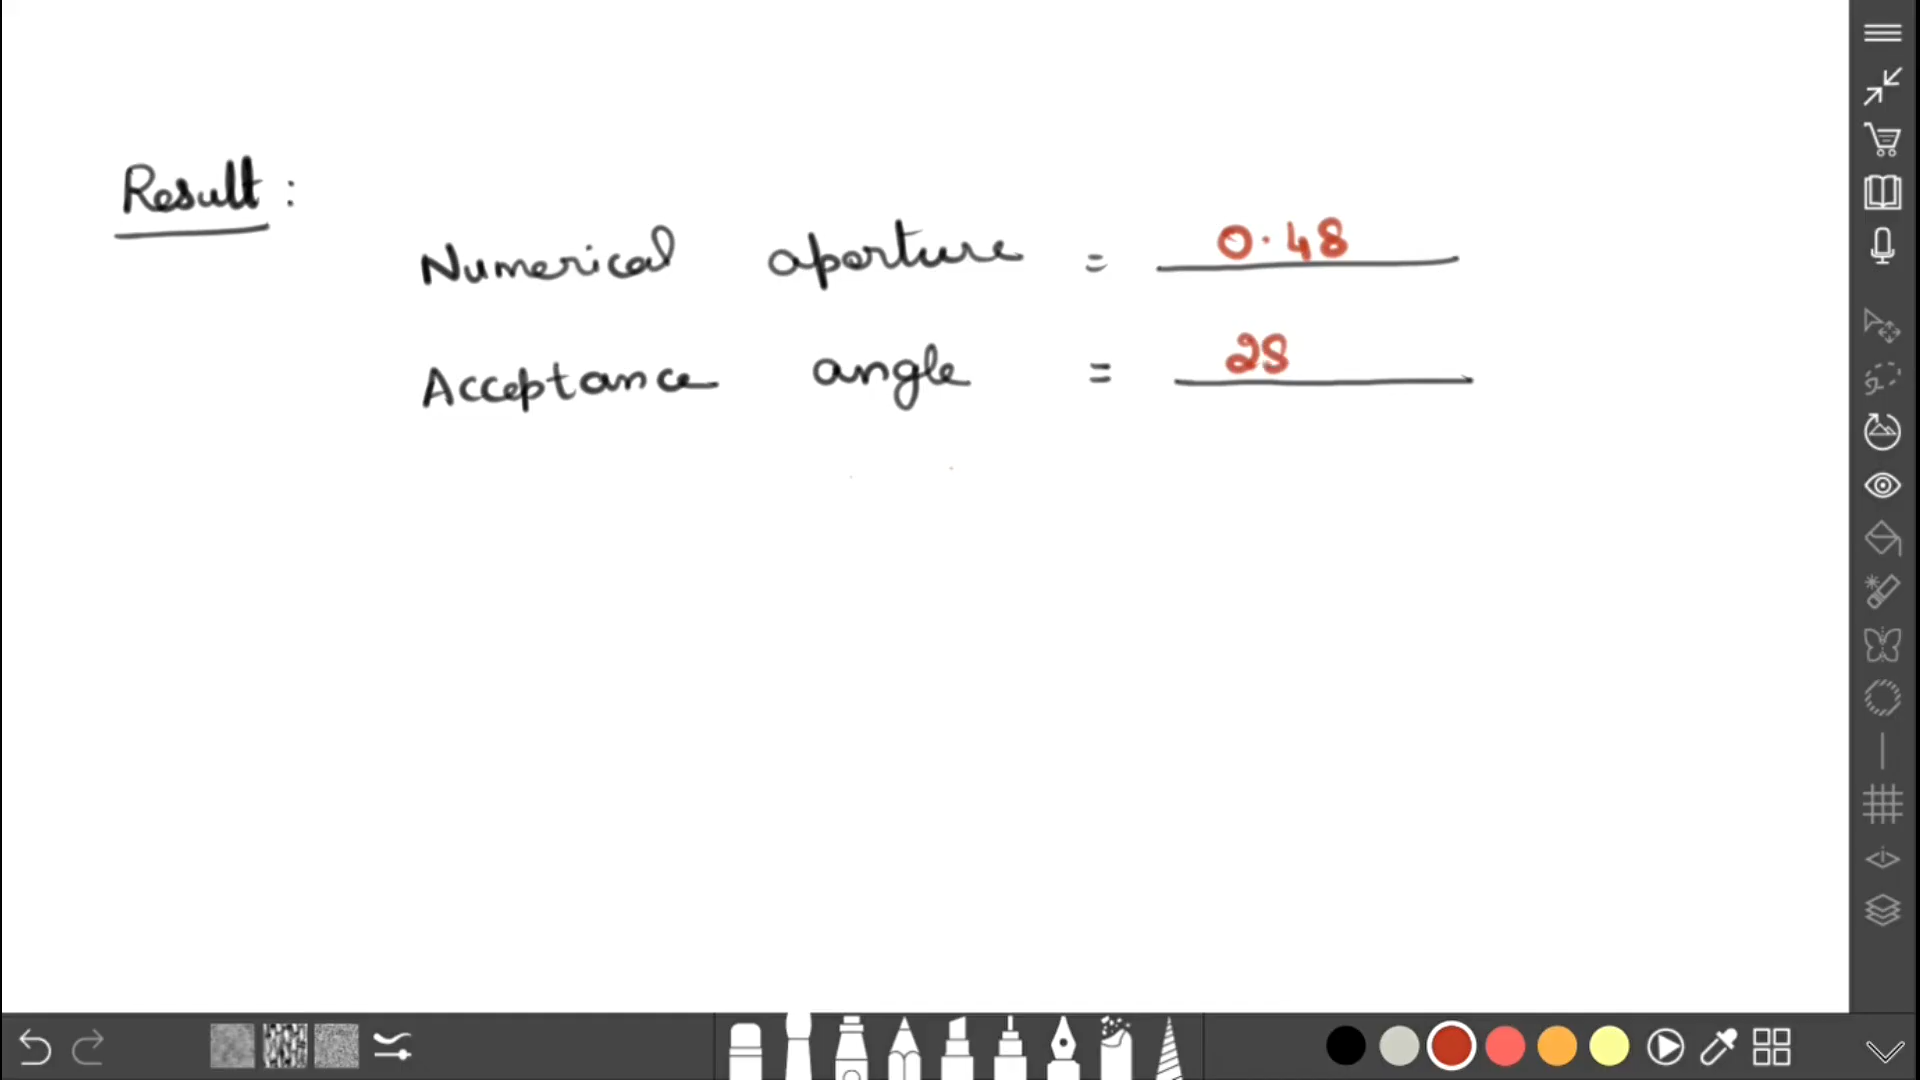 Result :
Numerical aperture = 0.48
Acceptance angle = 28